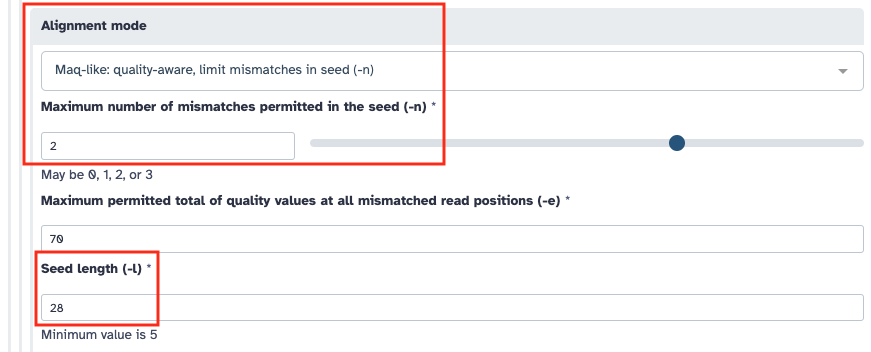 Alignment mode
Maq-like: quality-aware, limit mismatches in seed (-n)
Maximum number of mismatches permitted in the seed (-n) *
2
May be 0, 1, 2, or 3
Maximum permitted total of quality values at all mismatched read positions (-e) *
70
Seed length (-l) *
28
Minimum value is 5